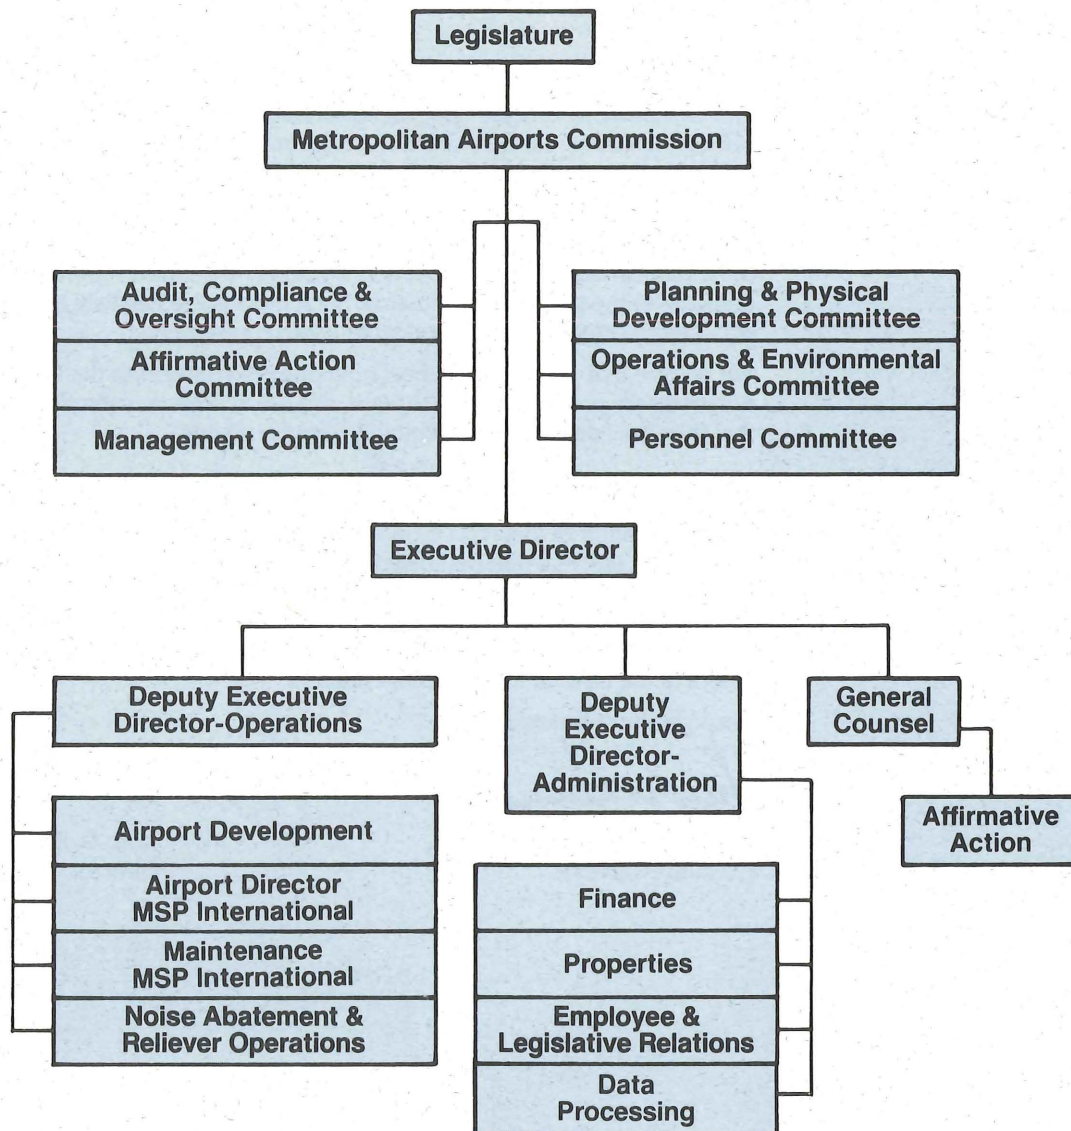 Legislature
Metropolitan Airports Commission
Audit, Compliance &
Oversight Committee
Affirmative Action
Committee
Management Committee
Planning & Physical
Development Committee
Operations & Environmental
Affairs Committee
Personnel Committee
Executive Director
Deputy Executive
Director-Operations
Airport Development
Airport Director
MSP International
Maintenance
MSP International
Noise Abatement &
Reliever Operations
Deputy
Executive
Director-
Administration
Finance
Properties
Employee &
Legislative Relations
Data
Processing
General
Counsel
Affirmative
Action